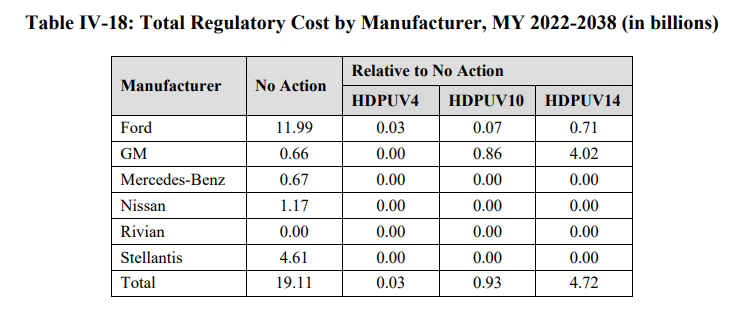 Table IV-18: Total Regulatory Cost by Manufacturer, MY 2022-2038 (in billions)
Manufacturer No Action Relative to No Action
HDPUV4 HDPUV10 HDPUV14
Ford 11.99 0.03 0.07 0.71
GM 0.66 0.00 0.86 4.02
Mercedes-Benz 0.67 0.00 0.00 0.00
Nissan 1.17 0.00 0.00 0.00
Rivian 0.00 0.00 0.00 0.00
Stellantis 4.61 0.00 0.00 0.00
Total 19.11 0.03 0.93 4.72